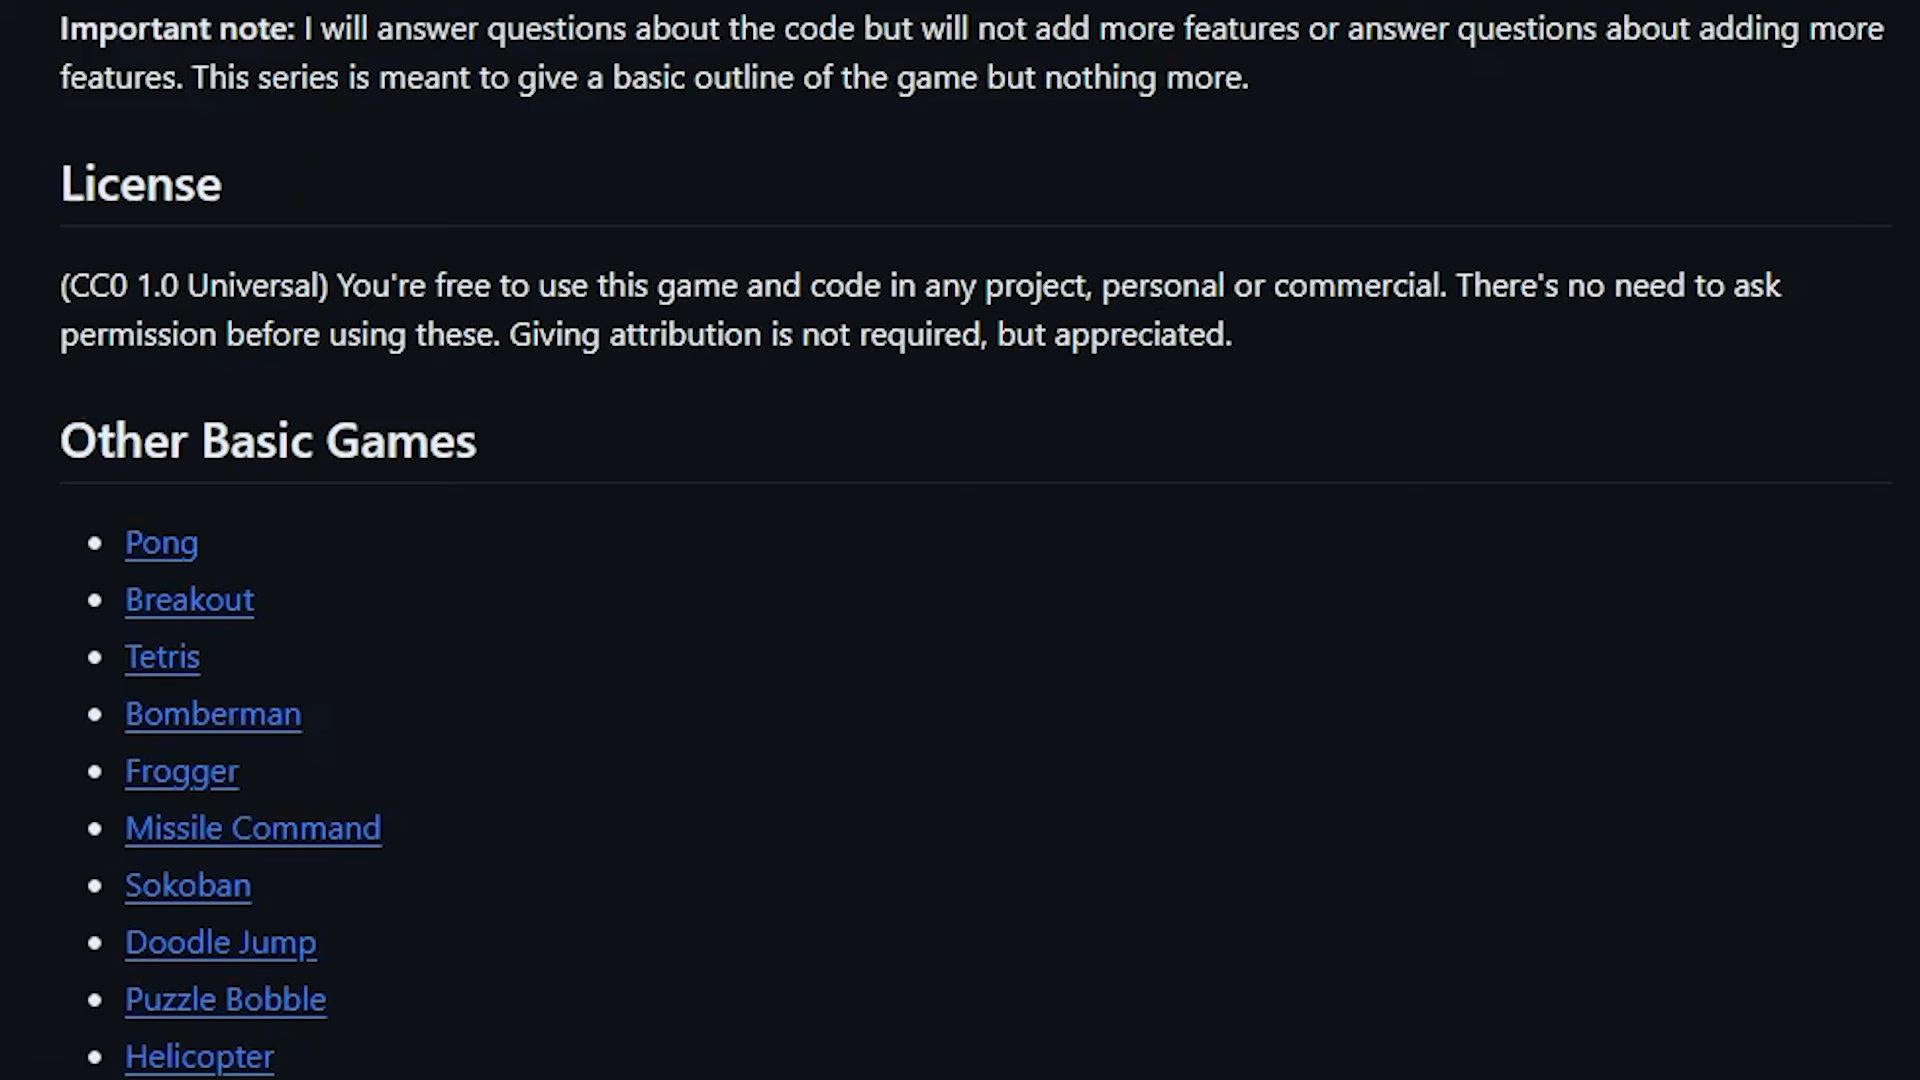 Important note: I will answer questions about the code but will not add more features or answer questions about adding more
features. This series is meant to give a basic outline of the game but nothing more.
License
(CC0 1.0 Universal) You're free to use this game and code in any project, personal or commercial. There's no need to ask
permission before using these. Giving attribution is not required, but appreciated.
Other Basic Games
Pong
Breakout
Tetris
Bomberman
Frogger
Missile Command
Sokoban
Doodle Jump
Puzzle Bobble
Helicopter